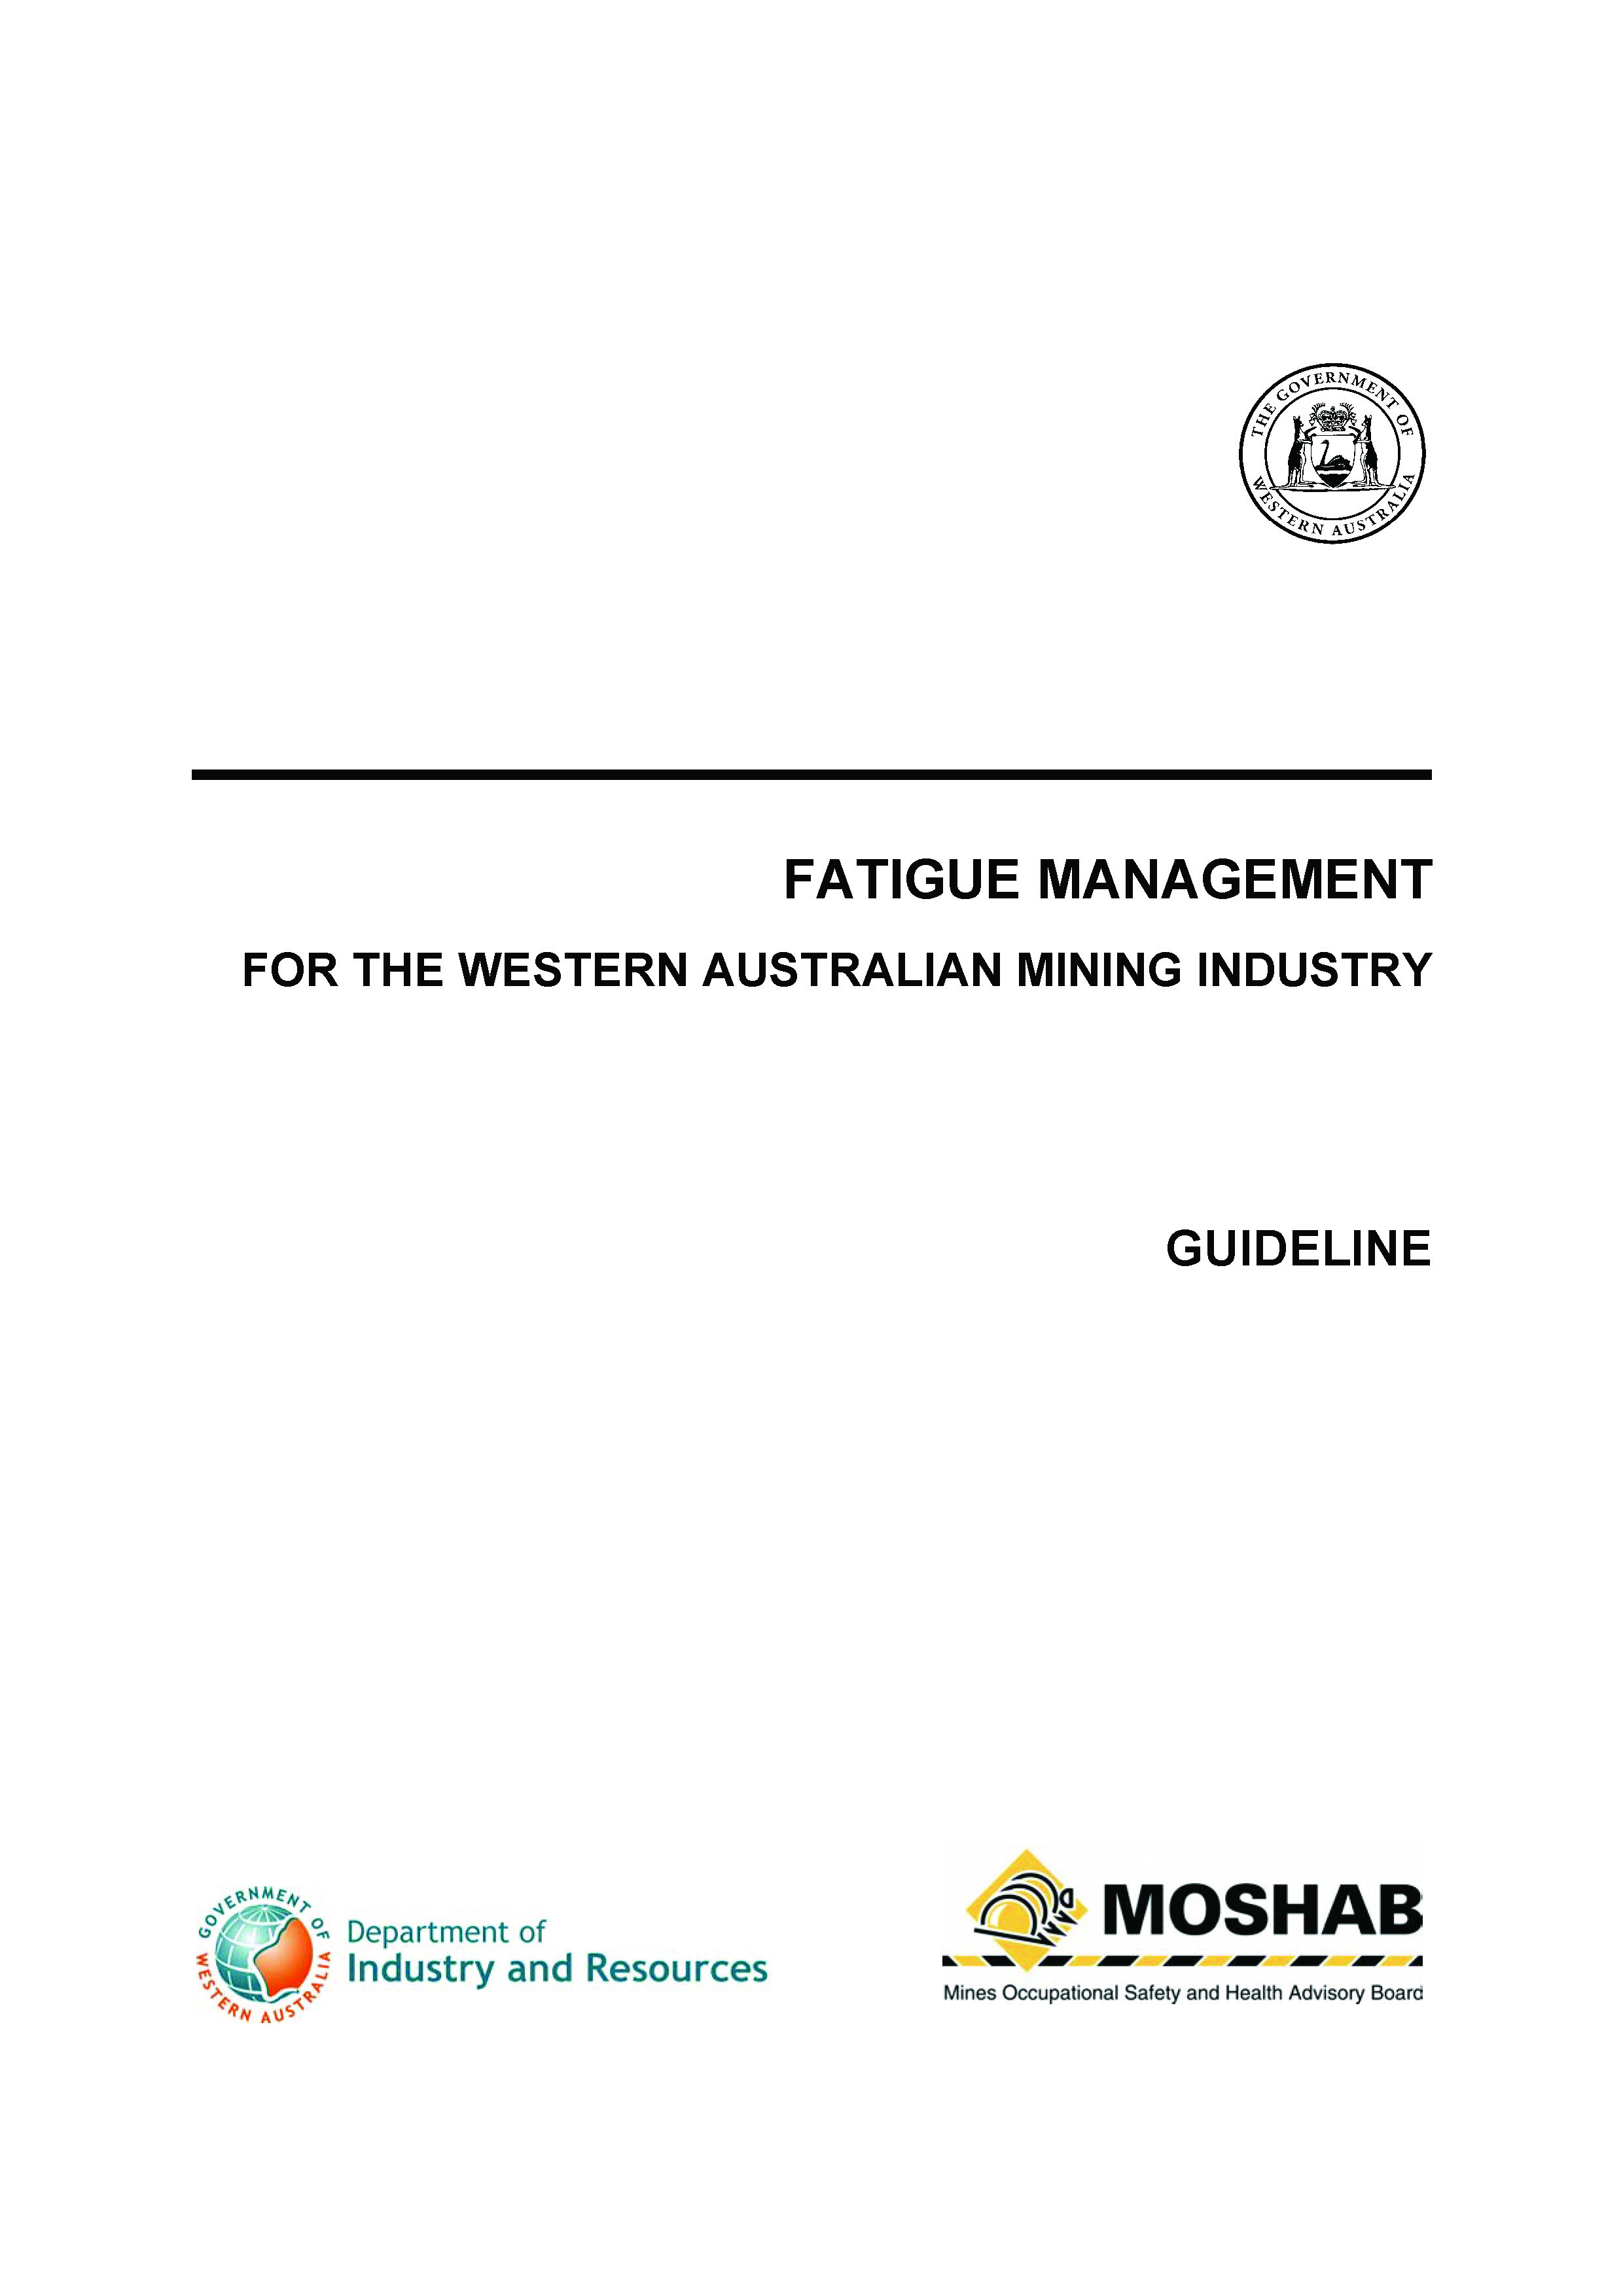 THE GOVERNMENT OF
WESTERN AUSTRALIA
FATIGUE MANAGEMENT
FOR THE WESTERN AUSTRALIAN MINING INDUSTRY
GUIDELINE
GOVERNMENT OF
WESTERN AUSTRALIA
Department of
Industry and Resources
MOSHAB
Mines Occupational Safety and Health Advisory Board